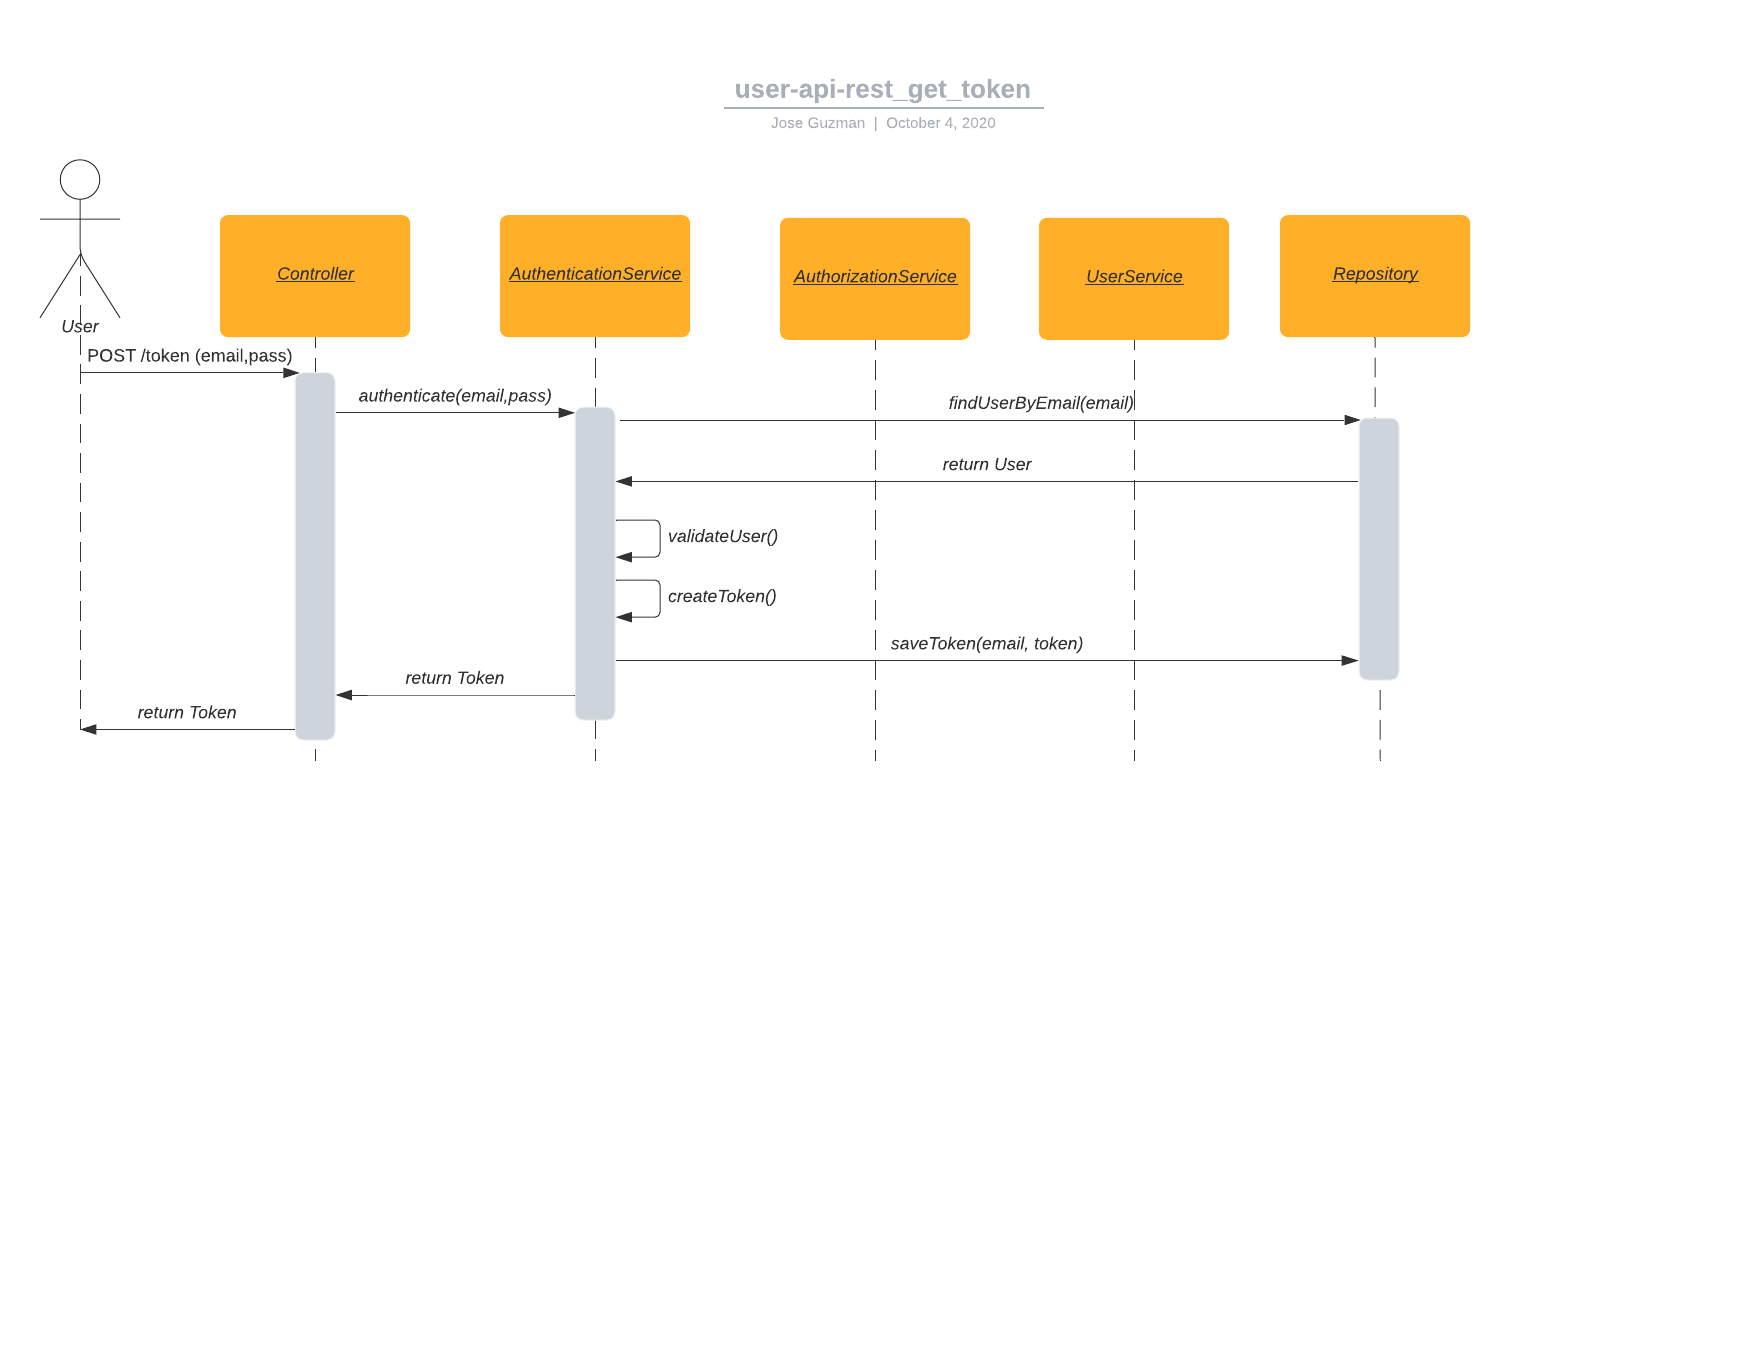 user-api-rest_get_token
Jose Guzman | October 4, 2020
User
Controller
AuthenticationService
AuthorizationService
UserService
Repository
POST /token (email,pass)
authenticate(email,pass)
findUserByEmail(email)
return User
validateUser()
createToken()
saveToken(email, token)
return Token
return Token